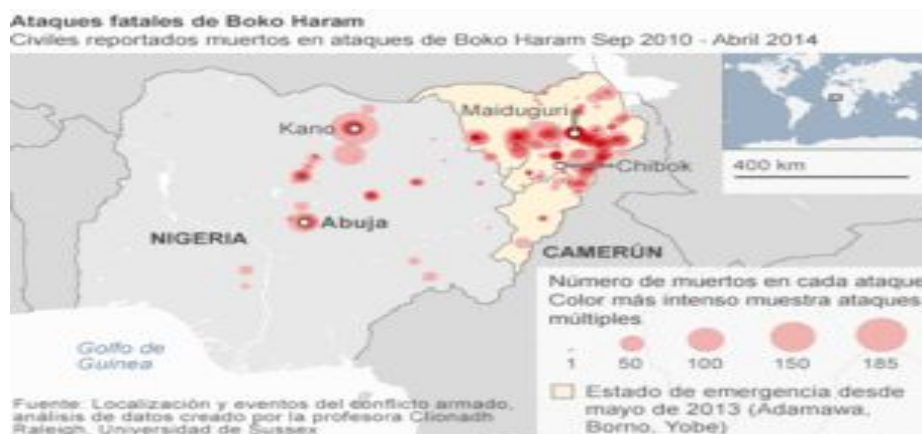 Ataques fatales de Boko Haram
Civiles reportados muertos en ataques de Boko Haram Sep 2010 - Abril 2014
Maiduguri
Kano
Chibok
400 km
Abuja
NIGERIA
CAMERÚN
Número de muertos en cada ataque
Color más intenso muestra ataques
múltiples
1 50 100 150 185
Golfo de
Guinea
Estado de emergencia desde
mayo de 2013 (Adamawa,
Borno, Yobe)
Fuente: Localización y eventos del conflicto armado,
análisis de datos creado por la profesora Clionadh
Raleigh, Universidad de Sussex